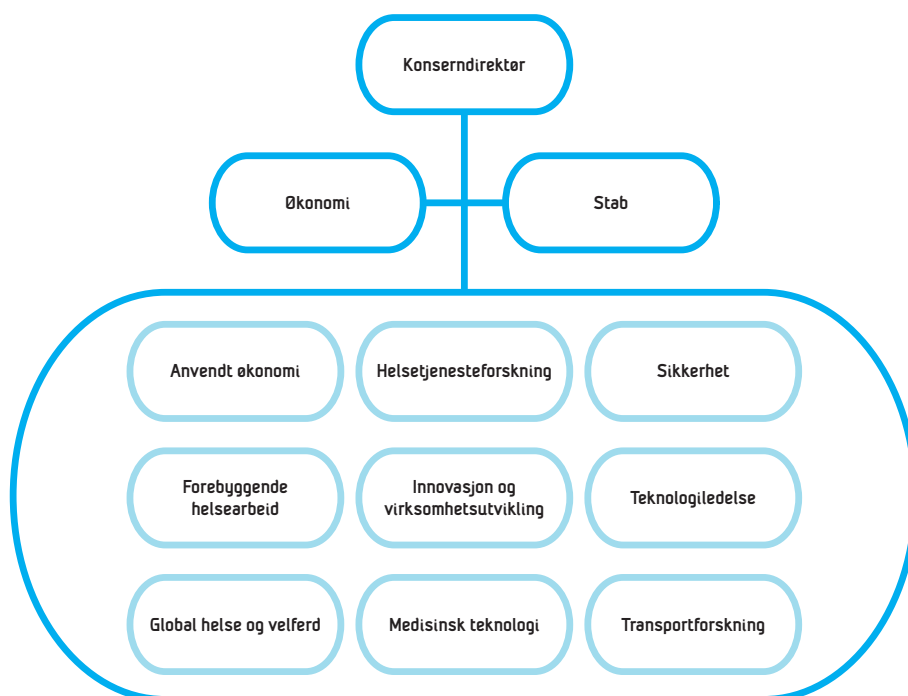 Konserndirektør
Økonomi
Stab
Anvendt økonomi
Helsetjenesteforskning
Sikkerhet
Forebyggende
helsearbeid
Innovasjon og
virksomhetsutvikling
Teknologiledelse
Global helse og velferd
Medisinsk teknologi
Transportforskning